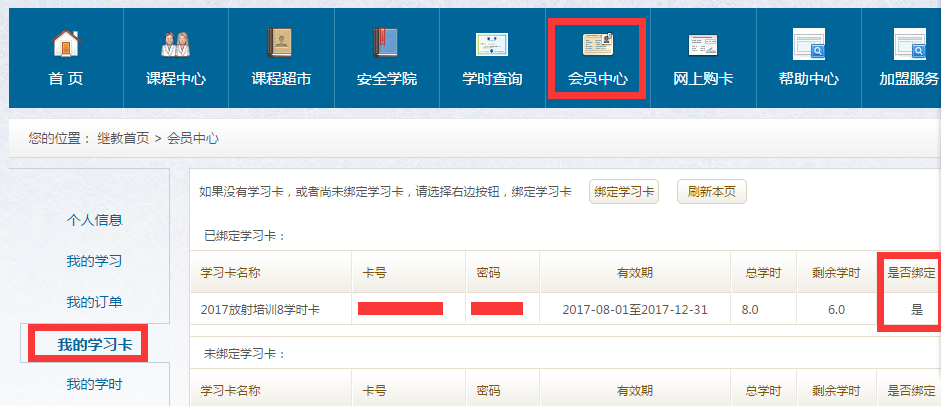 首 页 课程中心 课程超市 安全学院 学时查询 会员中心 网上购卡 帮助中心 加盟服务
您的位置： 继教首页 > 会员中心
如果没有学习卡，或者尚未绑定学习卡，请选择右边按钮，绑定学习卡 绑定学习卡 刷新本页
个人信息
我的学习
我的订单
我的学习卡
我的学时
已绑定学习卡：
学习卡名称 卡号 密码 有效期 总学时 剩余学时 是否绑定
2017放射培训8学时卡 2017-08-01至2017-12-31 8.0 6.0 是
未绑定学习卡：
学习卡名称 卡号 密码 有效期 总学时 剩余学时 是否绑定